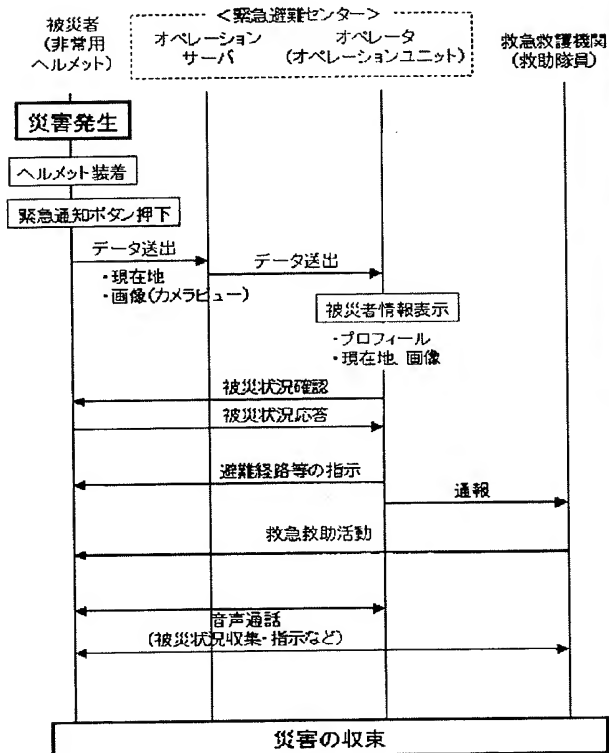 被災者
(非常用
ヘルメット)
＜緊急避難センター＞
オペレーション
サーバ
オペレータ
(オペレーションユニット)
救急救護機関
(救助隊員)
災害発生
ヘルメット装着
緊急通知ボタン押下
データ送出
・現在地
・画像(カメラビュー)
データ送出
被災者情報表示
・プロフィール
・現在地、画像
被災状況確認
被災状況応答
避難経路等の指示
通報
救急救助活動
音声通話
(被災状況収集・指示など)
災害の収束